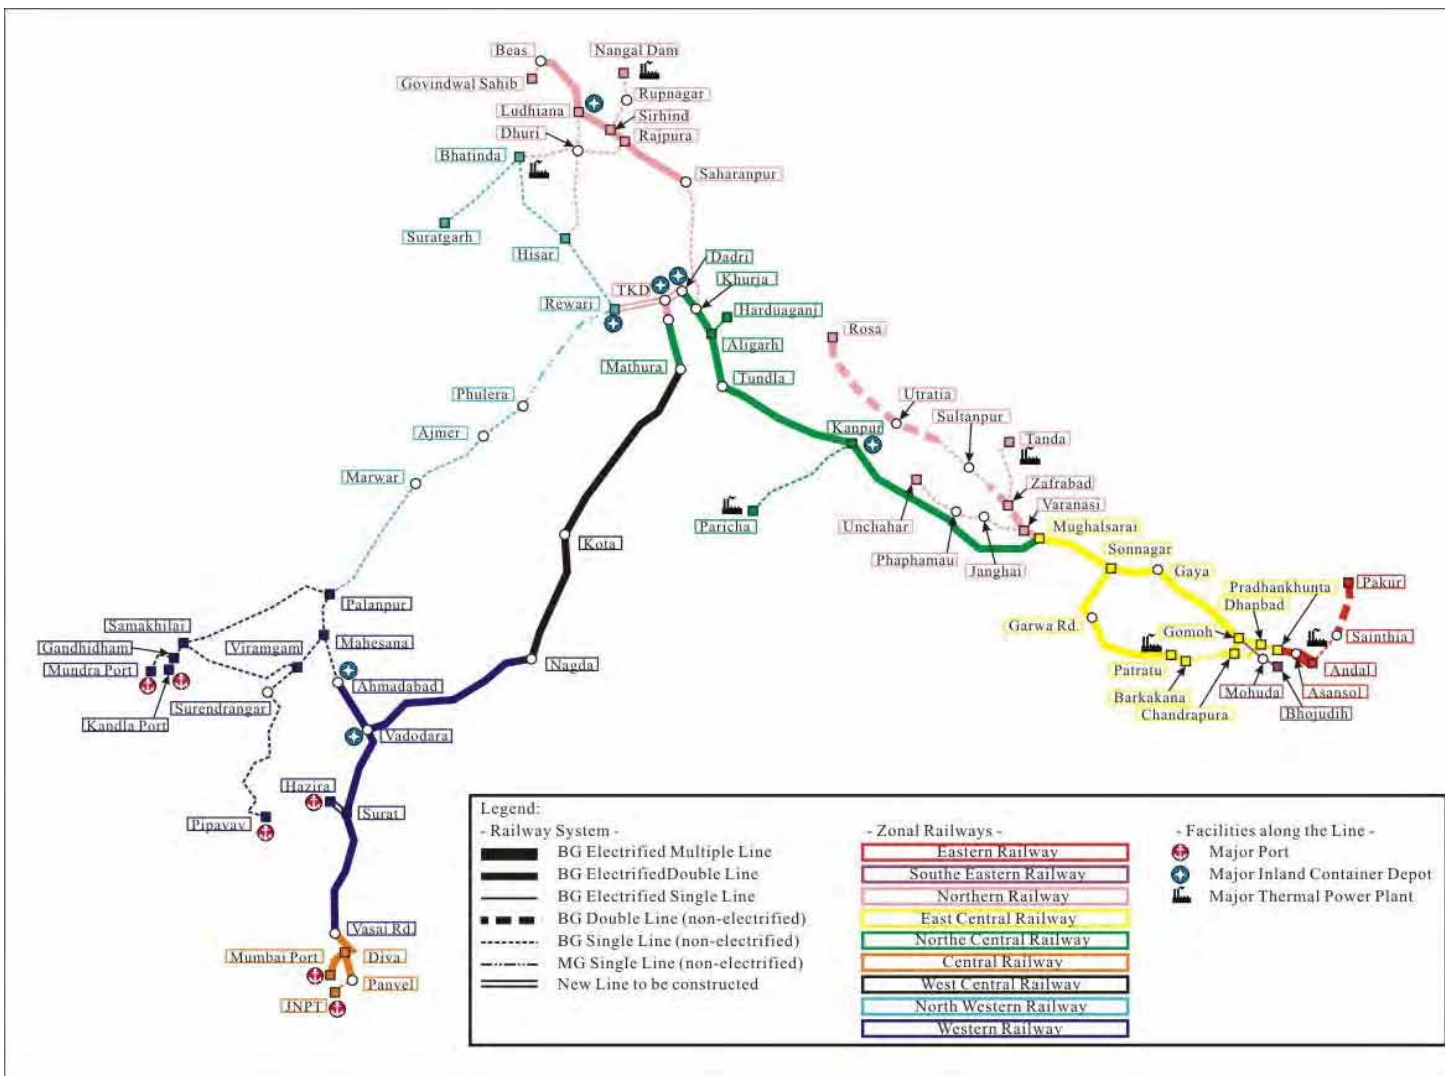 Beas
Nangal Dam
Govindwal Sahib
Rupnagar
Ludhiana
Sirhind
Dhuri
Rajpura
Bhatinda
Saharanpur
Suratgarh
Hisar
Dadri
Khurja
TKD
Rewari
Harduaganj
Rosa
Aligarh
Mathura
Tundla
Phulera
Utratia
Sultanpur
Ajmer
Kanpur
Tanda
Marwar
Zafrabad
Varanasi
Paricha
Unchahar
Mughalsarai
Phaphamau
Sonnagar
Kota
Janghai
Gaya
Pradhankhunta
Pakur
Palanpur
Dhanbad
Samakhilai
Garwa Rd.
Gomoh
Sainthia
Gandhidham
Viramgam
Mahesana
Mundra Port
Nagda
Patratu
Andal
Ahmadabad
Barkakana
Mohuda
Asansol
Surendrangar
Chandrapura
Bhojudih
Kandla Port
Vadodara
Hazira
Surat
Pipavav
Vasai Rd
Mumbai Port
Diva
Panvel
JNPT
Legend:
- Railway System -
BG Electrified Multiple Line
BG ElectrifiedDouble Line
BG Electrified Single Line
BG Double Line (non-electrified)
BG Single Line (non-electrified)
MG Single Line (non-electrified)
New Line to be constructed
- Zonal Railways -
Eastern Railway
Southe Eastern Railway
Northern Railway
East Central Railway
Northe Central Railway
Central Railway
West Central Railway
North Western Railway
Western Railway
- Facilities along the Line -
Major Port
Major Inland Container Depot
Major Thermal Power Plant